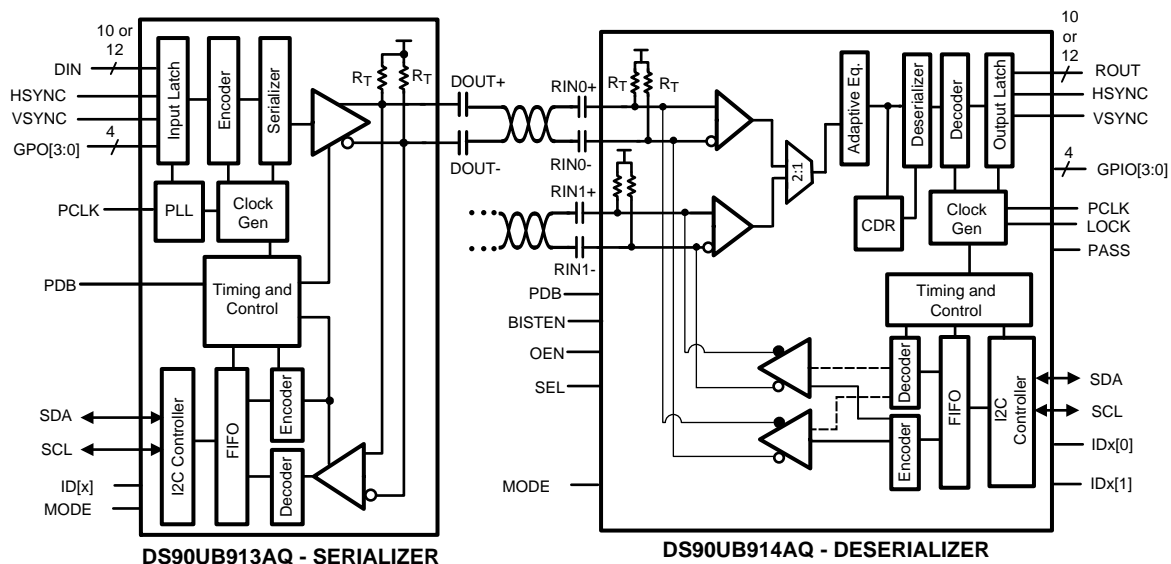 10 or
12
DIN
HSYNC
VSYNC
4
GPO[3:0]
PCLK
PDB
SDA
SCL
ID[x]
MODE
Input Latch
Encoder
Serializer
PLL
Clock
Gen
Timing and
Control
I2C Controller
FIFO
Encoder
Decoder
RT
RT
DOUT+
DOUT-
DS90UB913AQ - SERIALIZER
RIN0+
RIN0-
RIN1+
RIN1-
PDB
BISTEN
OEN
SEL
MODE
RT
RT
2:1
Adaptive Eq.
CDR
Deserializer
Decoder
Output Latch
Clock
Gen
Timing and
Control
Decoder
Encoder
FIFO
I2C
Controller
10
or
12
ROUT
HSYNC
VSYNC
4
GPIO[3:0]
PCLK
LOCK
PASS
SDA
SCL
IDx[0]
IDx[1]
DS90UB914AQ - DESERIALIZER